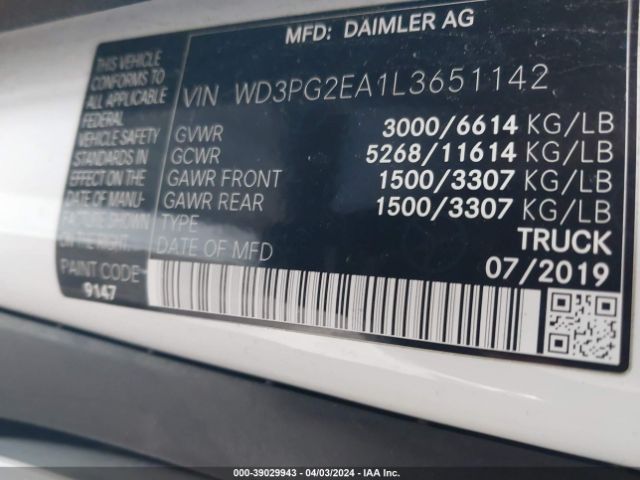 MFD: DAIMLER AG
THIS VEHICLE
CONFORMS TO
ALL APPLICABLE
FEDERAL
VEHICLE SAFETY
STANDARDS IN
EFFECT ON THE
DATE OF MANU-
FACTURE SHOWN
ON THE RIGHT.
PAINT CODE
9147
VIN WD3PG2EA1L3651142
GVWR 3000/6614 KG/LB
GCWR 5268/11614 KG/LB
GAWR FRONT 1500/3307 KG/LB
GAWR REAR 1500/3307 KG/LB
TYPE TRUCK
DATE OF MFD 07/2019
Stock: 000-39029943 | 04/03/2024 - IAA Inc.